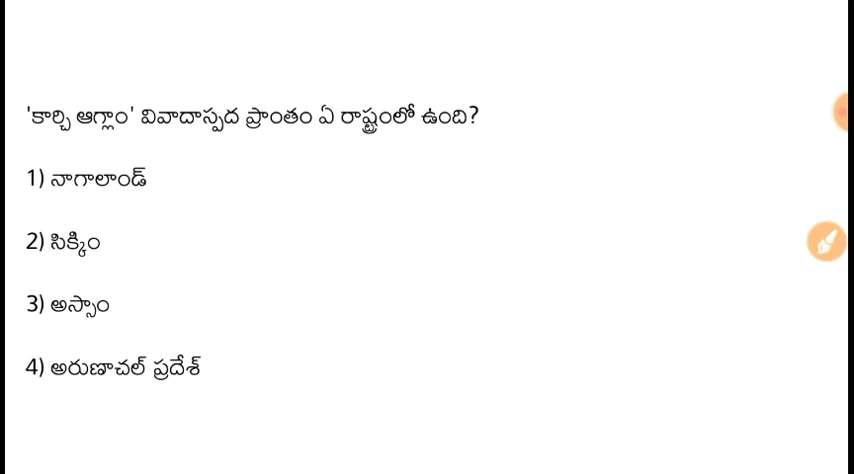 'కార్చి ఆగ్లాం' వివాదాస్పద ప్రాంతం ఏ రాష్ట్రంలో ఉంది?
1) నాగాలాండ్
2) సిక్కిం
3) అస్సాం
4) అరుణాచల్ ప్రదేశ్